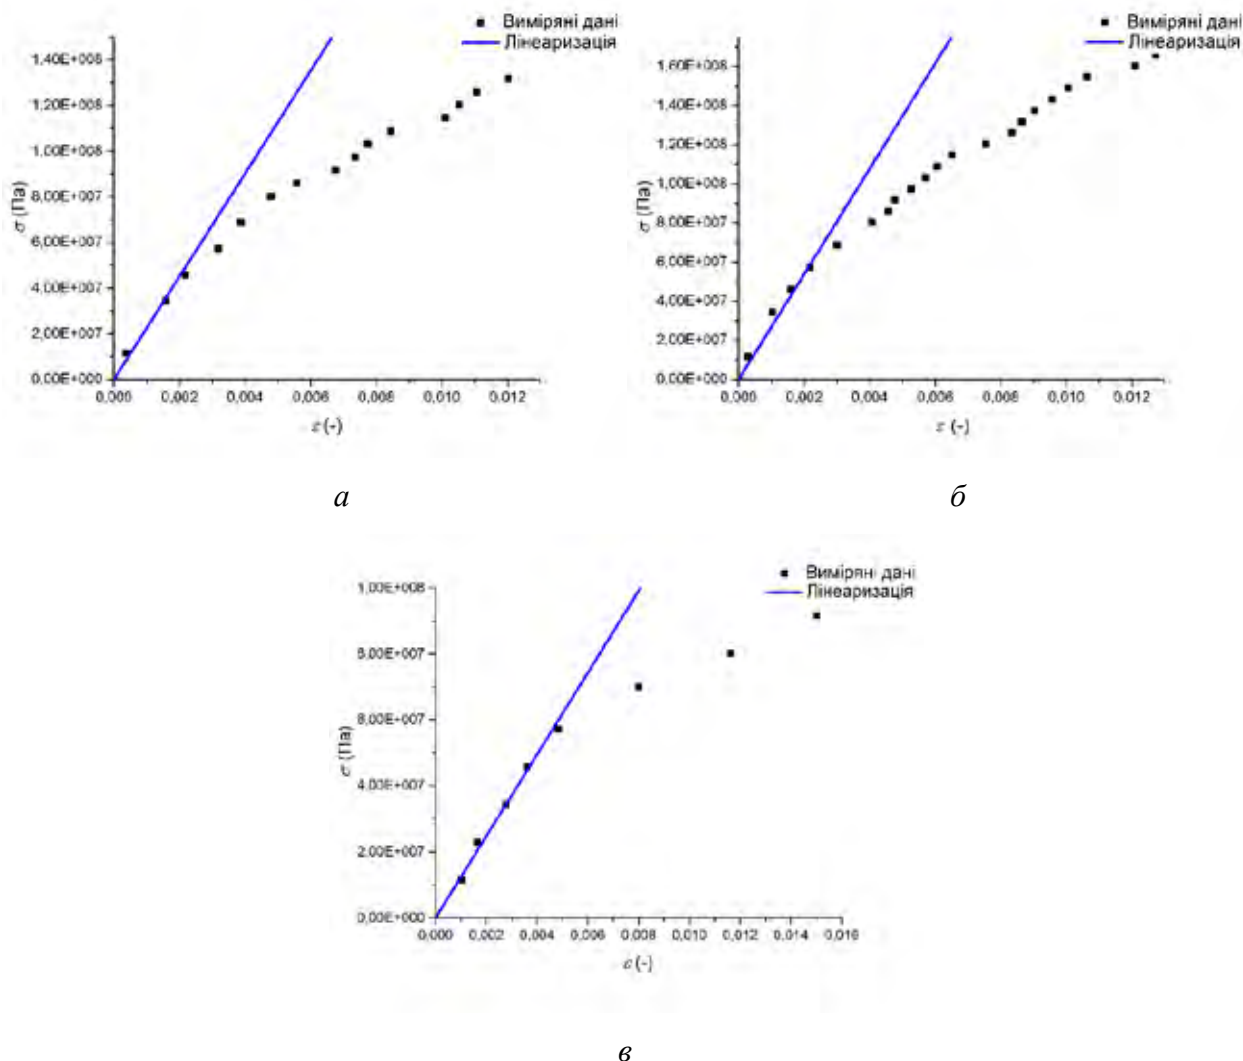 Виміряні дані
Лінеаризація
1,40E+008
1,20E+008
1,00E+008
8,00E+007
6,00E+007
4,00E+007
2,00E+007
0,00E+000
σ (Па)
0,000 0,002 0,004 0,006 0,008 0,010 0,012
ε (-)
а
Виміряні дані
Лінеаризація
1,60E+008
1,40E+008
1,20E+008
1,00E+008
8,00E+007
6,00E+007
4,00E+007
2,00E+007
0,00E+000
σ (Па)
0,000 0,002 0,004 0,006 0,008 0,010 0,012
ε (-)
б
Виміряні дані
Лінеаризація
1,00E+008
8,00E+007
6,00E+007
4,00E+007
2,00E+007
0,00E+000
σ (Па)
0,000 0,002 0,004 0,006 0,008 0,010 0,012 0,014 0,016
ε (-)
в